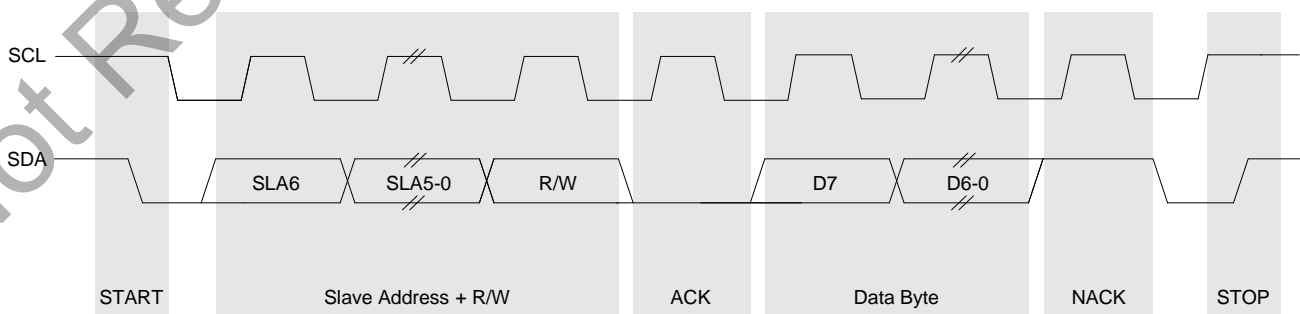 SCL
SDA
SLA6 SLA5-0 R/W D7 D6-0
START Slave Address + R/W ACK Data Byte NACK STOP